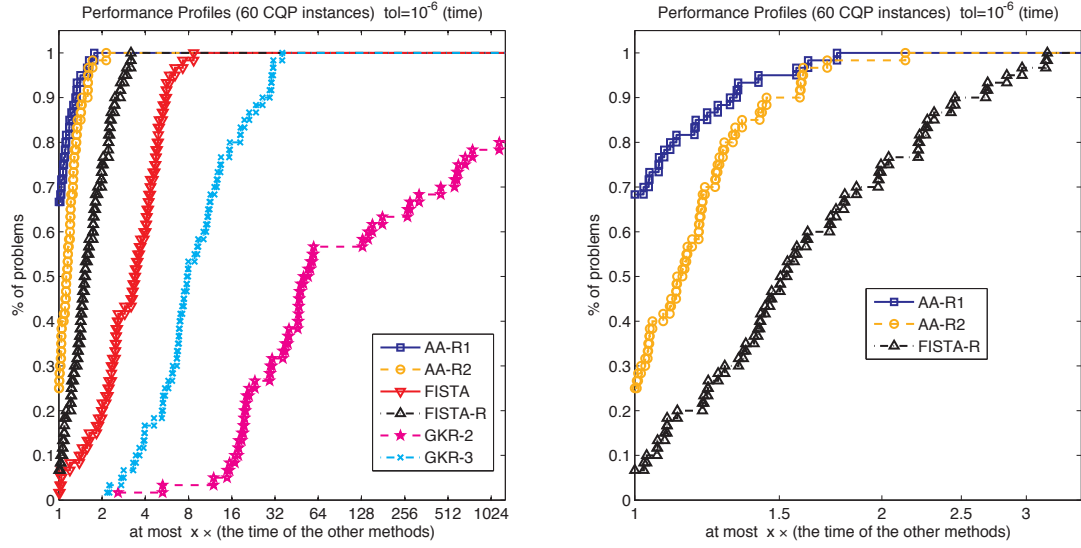 Performance Profiles (60 CQP instances) tol=10⁻⁶ (time)
% of problems
1
0.9
0.8
0.7
0.6
0.5
0.4
0.3
0.2
0.1
0
AA-R1
AA-R2
FISTA
FISTA-R
GKR-2
GKR-3
1 2 4 8 16 32 64 128 256 512 1024
at most x × (the time of the other methods)
Performance Profiles (60 CQP instances) tol=10⁻⁶ (time)
% of problems
1
0.9
0.8
0.7
0.6
0.5
0.4
0.3
0.2
0.1
0
AA-R1
AA-R2
FISTA-R
1 1.5 2 2.5 3
at most x × (the time of the other methods)